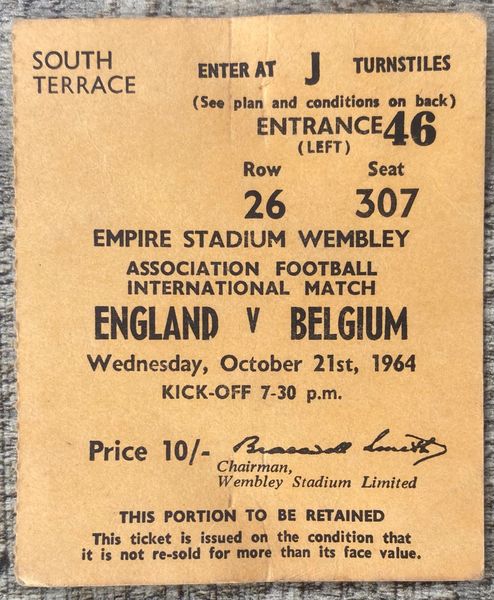 SOUTH TERRACE
ENTER AT J TURNSTILES
(See plan and conditions on back)
ENTRANCE 46
(LEFT)
Row Seat
26 307
EMPIRE STADIUM WEMBLEY
ASSOCIATION FOOTBALL
INTERNATIONAL MATCH
ENGLAND V BELGIUM
Wednesday, October 21st, 1964
KICK-OFF 7-30 p.m.
Price 10/- Bracewell Smith
Chairman,
Wembley Stadium Limited
THIS PORTION TO BE RETAINED
This ticket is issued on the condition that
it is not re-sold for more than its face value.